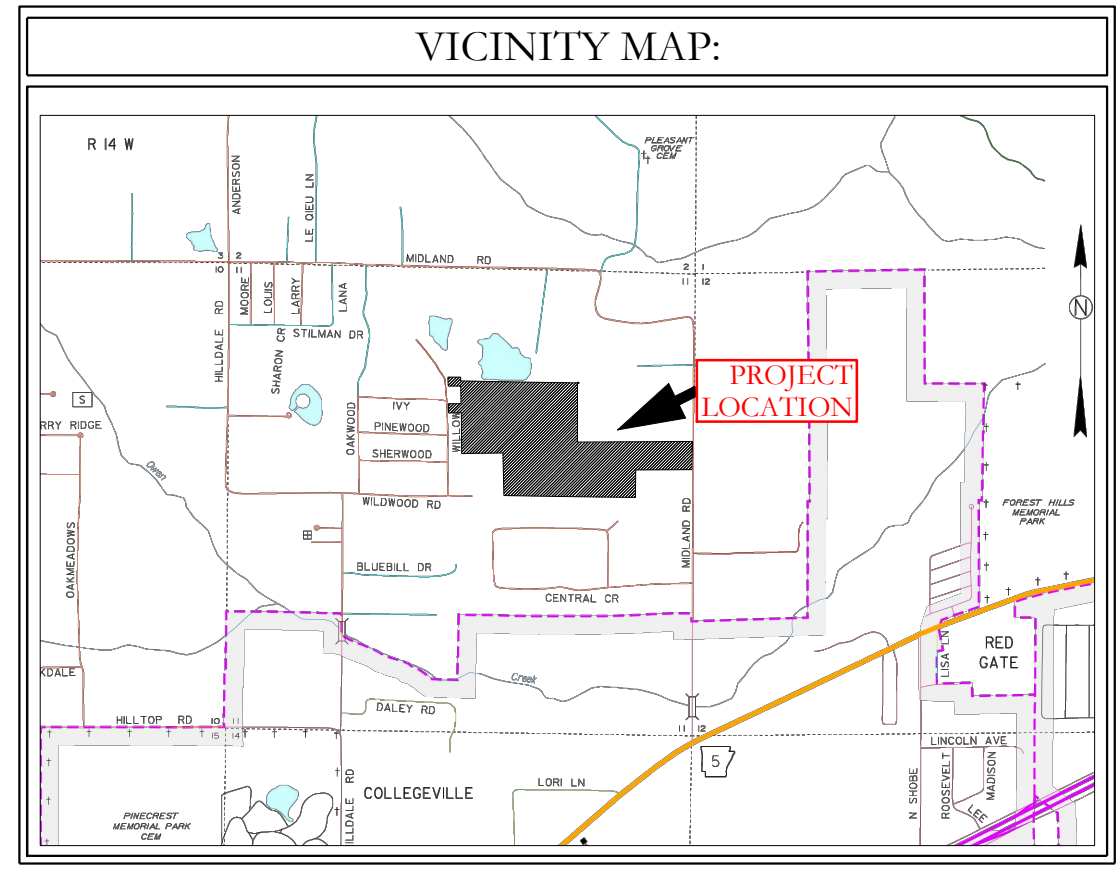 VICINITY MAP:
R 14 W
PLEASANT
GROVE
CEM
ANDERSON
LE QIEU LN
MIDLAND RD
3 2
10 11
2 1
11 12
HILLDALE RD
MOORE
LOUIS
LARRY
LANA
STILMAN DR
SHARON CR
N
PROJECT
LOCATION
S
RRY RIDGE
IVY
PINEWOOD
SHERWOOD
OAKWOOD
WILLOW
WILDWOOD RD
Owen
MIDLAND RD
FOREST HILLS
MEMORIAL
PARK
OAKMEADOWS
BLUEBILL DR
CENTRAL CR
LISA LN
RED
GATE
KDALE
Creek
DALEY RD
HILLTOP RD
10 11
15 14
11 12
5
LINCOLN AVE
LORI LN
COLLEGEVILLE
ILLDALE RD
N SHOBE
ROOSEVELT
MADISON
LEE
PINECREST
MEMORIAL PARK
CEM